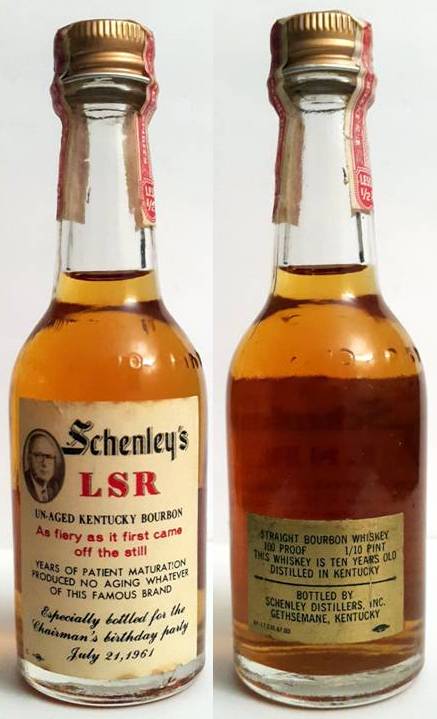 Schenley's
LSR
UN-AGED KENTUCKY BOURBON
As fiery as it first came
off the still
YEARS OF PATIENT MATURATION
PRODUCED NO AGING WHATEVER
OF THIS FAMOUS BRAND
Especially bottled for the
Chairman's birthday party
July 21,1961
STRAIGHT BOURBON WHISKEY
100 PROOF 1/10 PINT
THIS WHISKEY IS TEN YEARS OLD
DISTILLED IN KENTUCKY
BOTTLED BY
SCHENLEY DISTILLERS, INC.
GETHSEMANE, KENTUCKY